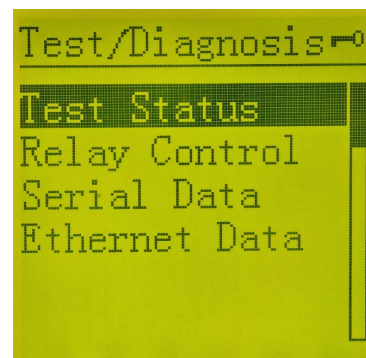 Test/Diagnosis
Test Status
Relay Control
Serial Data
Ethernet Data